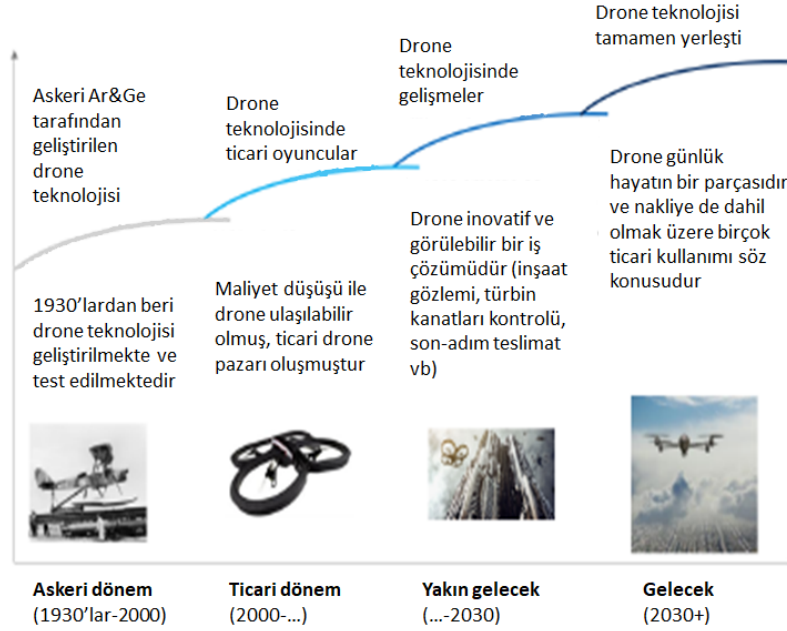 Askeri Ar&Ge
tarafından
geliştirilen
drone
teknolojisi
1930’lardan beri
drone teknolojisi
geliştirilmekte ve
test edilmektedir
Askeri dönem
(1930’lar-2000)
Drone
teknolojisinde
ticari oyuncular
Maliyet düşüşü ile
drone ulaşılabilir
olmuş, ticari drone
pazarı oluşmuştur
Ticari dönem
(2000-...)
Drone
teknolojisinde
gelişmeler
Drone inovatif ve
görülebilir bir iş
çözümüdür (inşaat
gözlemi, türbin
kanatları kontrolü,
son-adım teslimat
vb)
Yakın gelecek
(...-2030)
Drone teknolojisi
tamamen yerleşti
Drone günlük
hayatın bir parçasıdır
ve nakliye de dahil
olmak üzere birçok
ticari kullanımı söz
konusudur
Gelecek
(2030+)